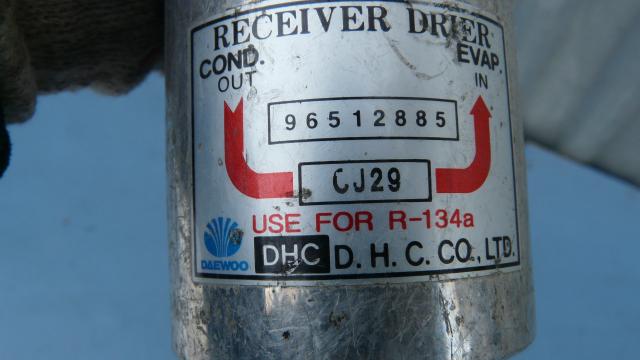 RECEIVER DRIER
COND. EVAP.
OUT IN
96512885
CJ29
USE FOR R-134a
DAEWOO DHC D. H. C. CO., LTD.